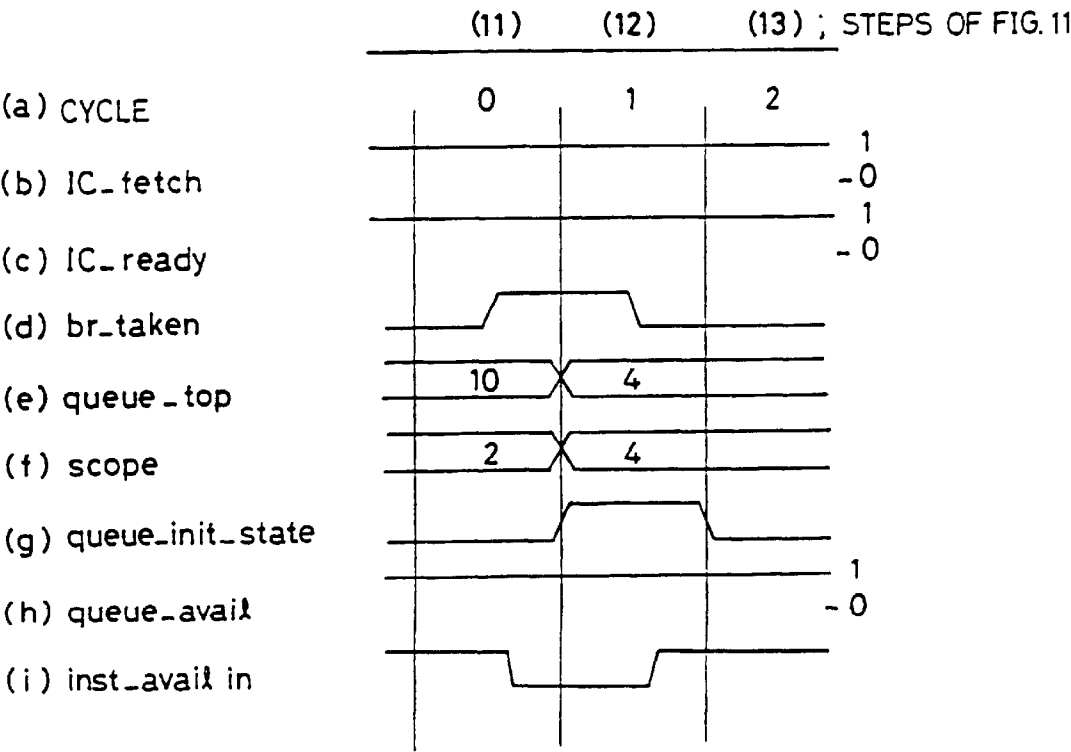 (11) (12) (13) ; STEPS OF FIG. 11
(a) CYCLE 0 1 2
1
(b) IC_fetch -0
1
(c) IC_ready -0
(d) br_taken
(e) queue_top 10 4
(f) scope 2 4
(g) queue_init_state
1
(h) queue_avail -0
(i) inst_avail in